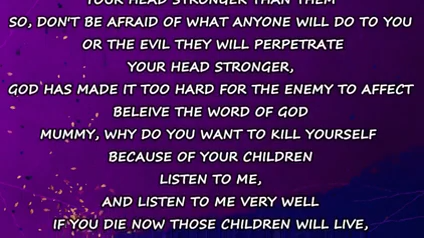 YOUR HEAD STRONGER THAN THEM
SO, DON'T BE AFRAID OF WHAT ANYONE WILL DO TO YOU
OR THE EVIL THEY WILL PERPETRATE
YOUR HEAD STRONGER,
GOD HAS MADE IT TOO HARD FOR THE ENEMY TO AFFECT
BELEIVE THE WORD OF GOD
MUMMY, WHY DO YOU WANT TO KILL YOURSELF
BECAUSE OF YOUR CHILDREN
LISTEN TO ME,
AND LISTEN TO ME VERY WELL
IF YOU DIE NOW THOSE CHILDREN WILL LIVE,